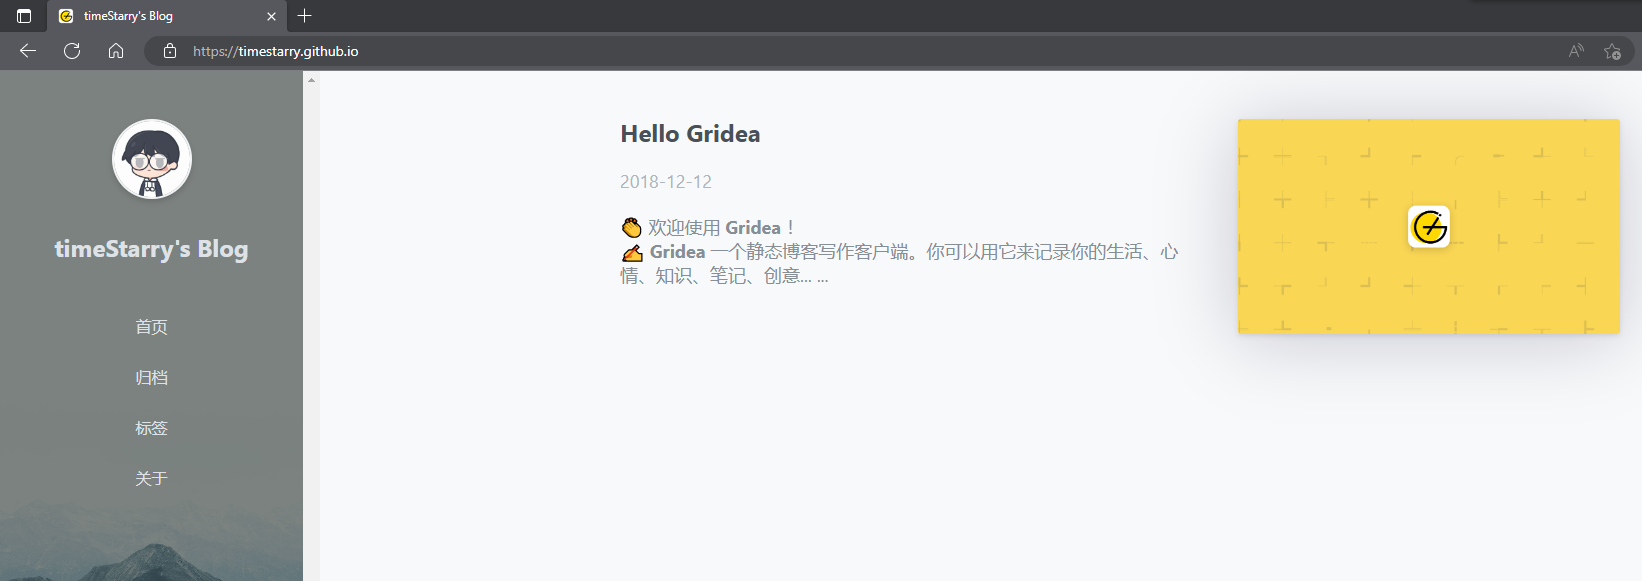 timeStarry's Blog
https://timestarry.github.io
timeStarry's Blog
首页
归档
标签
关于
Hello Gridea
2018-12-12
👏 欢迎使用 Gridea！
✍️ Gridea 一个静态博客写作客户端。你可以用它来记录你的生活、心
情、知识、笔记、创意... ...